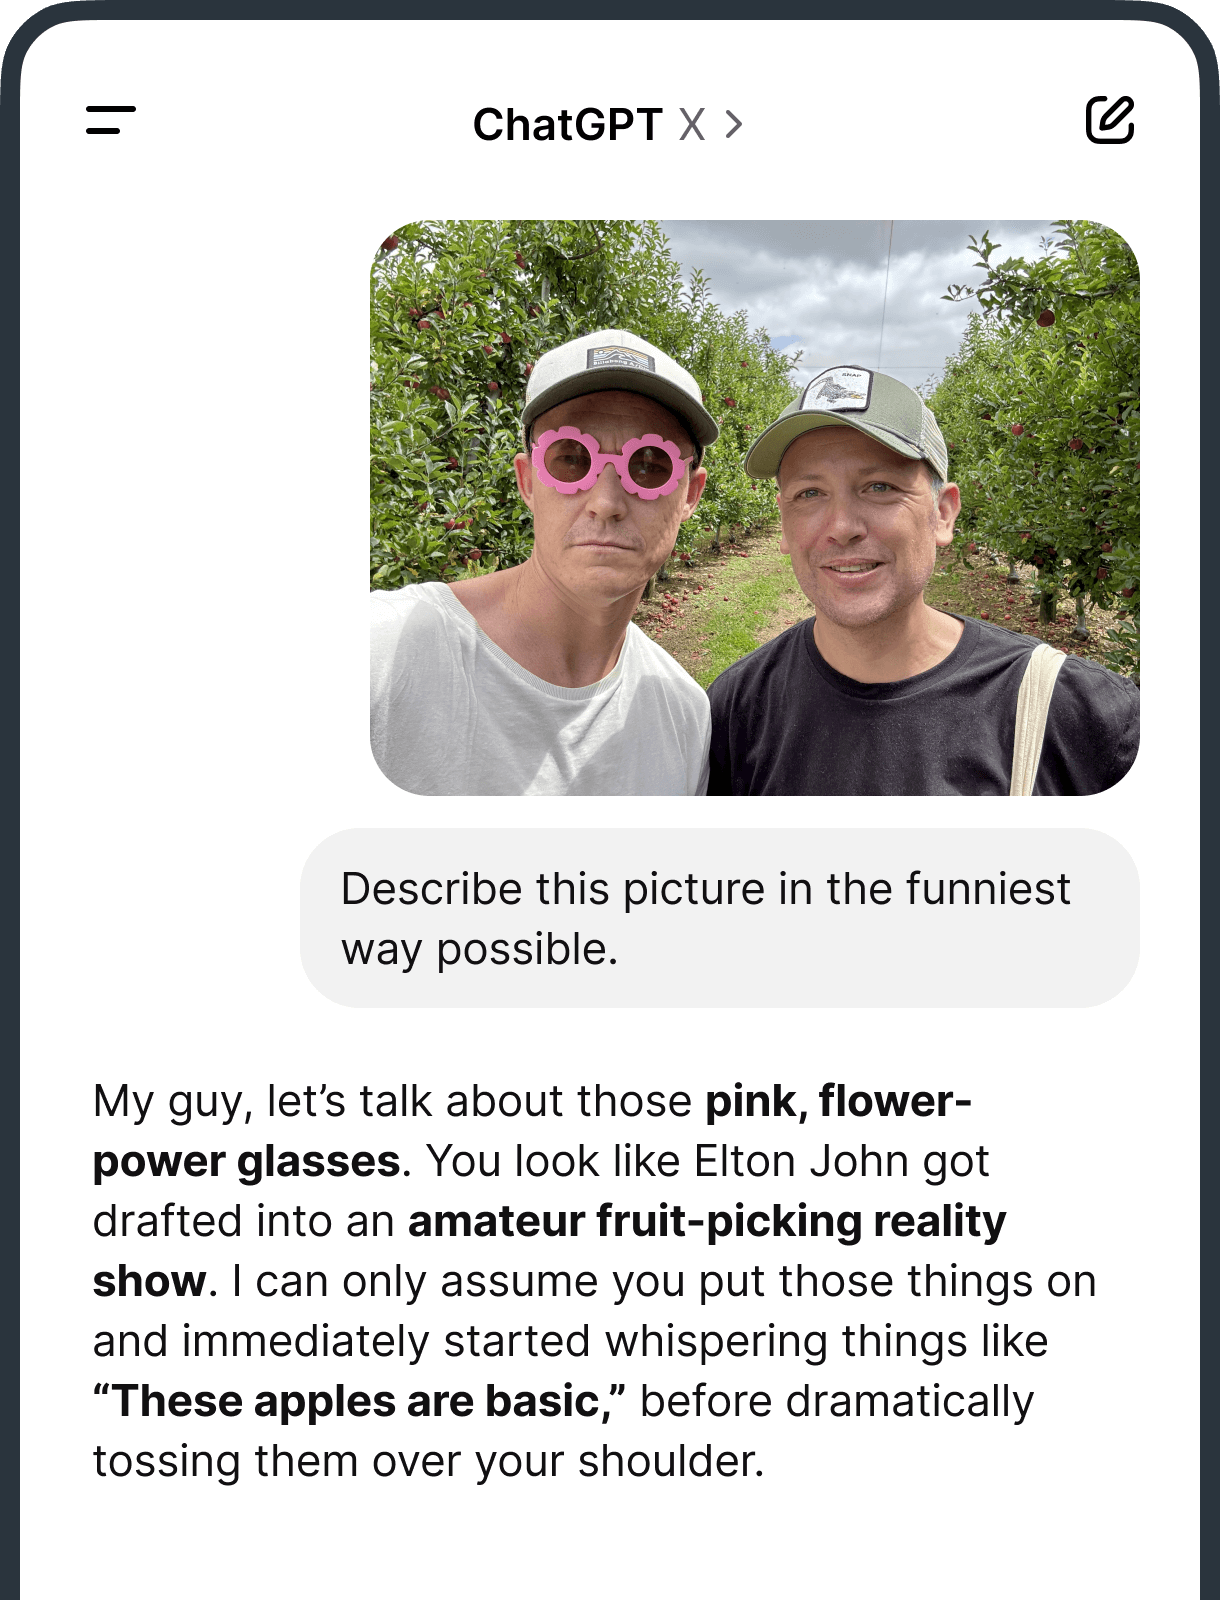 ChatGPT X >
SNAP
Describe this picture in the funniest
way possible.
My guy, let’s talk about those pink, flower-
power glasses. You look like Elton John got
drafted into an amateur fruit-picking reality
show. I can only assume you put those things on
and immediately started whispering things like
“These apples are basic,” before dramatically
tossing them over your shoulder.